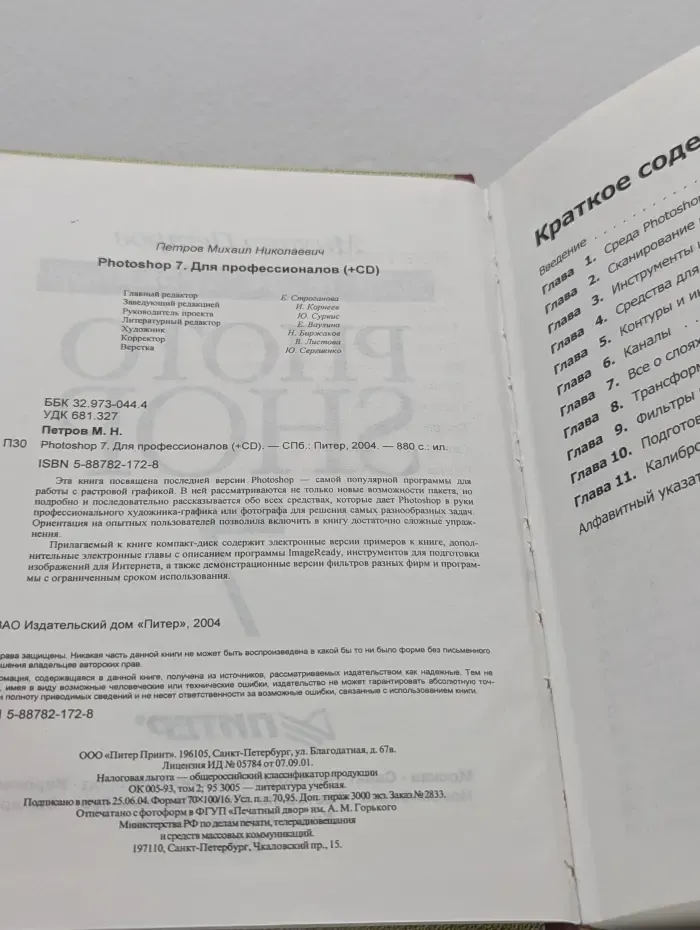 Петров Михаил Николаевич
Photoshop 7. Для профессионалов (+CD)
Главный редактор Е. Строганова
Заведующий редакцией И. Корнеев
Руководитель проекта Ю. Суркис
Литературный редактор Е. Ваулина
Художник Н. Биржаков
Корректор В. Листова
Верстка Ю. Сергиенко
ББК 32.973-044.4
УДК 681.327
Петров М. Н.
П30 Photoshop 7. Для профессионалов (+CD). — СПб.: Питер, 2004. — 880 с.: ил.
ISBN 5-88782-172-8
Эта книга посвящена последней версии Photoshop — самой популярной программы для
работы с растровой графикой. В ней рассматриваются не только новые возможности пакета, но
подробно и последовательно рассказывается обо всех средствах, которые дает Photoshop в руки
профессионального художника-графика или фотографа для решения самых разнообразных задач.
Ориентация на опытных пользователей позволила включить в книгу достаточно сложные упраж-
нения.
Прилагаемый к книге компакт-диск содержит электронные версии примеров к книге, допол-
нительные электронные главы с описанием программы ImageReady, инструментов для подготовки
изображений для Интернета, а также демонстрационные версии фильтров разных фирм и програм-
мы с ограниченным сроком использования.
ЗАО Издательский дом «Питер», 2004
рава защищены. Никакая часть данной книги не может быть воспроизведена в какой бы то ни было форме без письменного
шения владельцев авторских прав.
рмация, содержащаяся в данной книге, получена из источников, рассматриваемых издательством как надежные. Тем не
, имея в виду возможные человеческие или технические ошибки, издательство не может гарантировать абсолютную точ-
и полноту приводимых сведений и не несет ответственности за возможные ошибки, связанные с использованием книги.
5-88782-172-8
ООО «Питер Принт». 196105, Санкт-Петербург, ул. Благодатная, д. 67в.
Лицензия ИД № 05784 от 07.09.01.
Налоговая льгота — общероссийский классификатор продукции
ОК 005-93, том 2; 95 3005 — литература учебная.
Подписано в печать 25.06.04. Формат 70×100/16. Усл. п. л. 70,95. Доп. тираж 3000 экз. Заказ № 2833.
Отпечатано с фотоформ в ФГУП «Печатный двор» им. А. М. Горького
Министерства РФ по делам печати, телерадиовещания
и средств массовых коммуникаций.
197110, Санкт-Петербург, Чкаловский пр., 15.
Краткое соде
Введение . . . . . . . .
Глава 1. Среда Photoshop
Глава 2. Сканирование
Глава 3. Инструменты
Глава 4. Средства для
Глава 5. Контуры и
Глава 6. Каналы . .
Глава 7. Все о слоях
Глава 8. Трансформ
Глава 9. Фильтры
Глава 10. Подготов
Глава 11. Калибро
Алфавитный указат